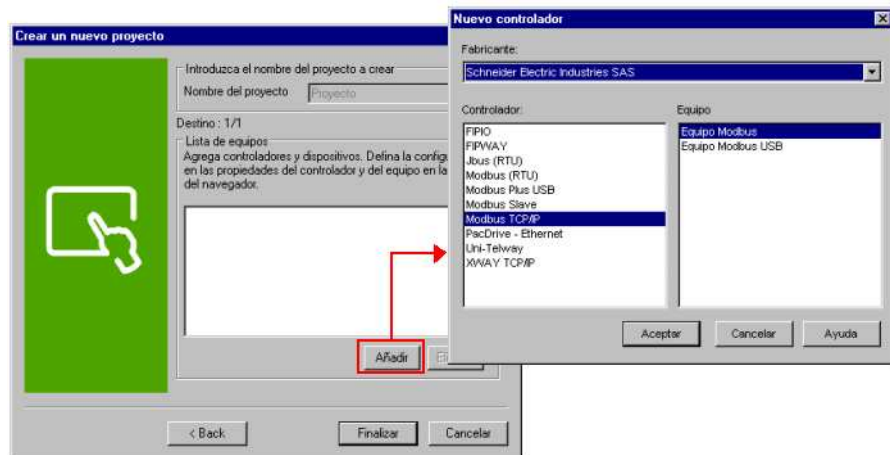 Crear un nuevo proyecto
Introduzca el nombre del proyecto a crear
Nombre del proyecto
Proyecto
Destino : 1/1
Lista de equipos
Agrega controladores y dispositivos. Defina la
en las propiedades del controlador y del equipo en la
del navegador.
Añadir
< Back
Finalizar
Cancelar
Nuevo controlador
Fabricante:
Schneider Electric Industries SAS
Controlador:
FIPIO
FIPWAY
Jbus (RTU)
Modbus (RTU)
Modbus Plus USB
Modbus Slave
Modbus TCP/IP
PacDrive - Ethernet
Uni-Telway
XWAY TCP/IP
Equipo
Equipo Modbus
Equipo Modbus USB
Aceptar
Cancelar
Ayuda